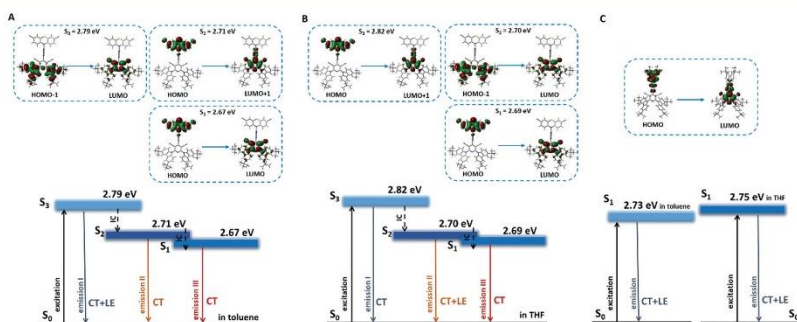 A
S₃ = 2.79 eV
HOMO-1
LUMO
S₂ = 2.71 eV
HOMO
LUMO+1
S₁ = 2.67 eV
HOMO
LUMO
S₃
2.79 eV
IC
S₂
2.71 eV
IC
S₁
2.67 eV
excitation
emission I
CT+LE
emission II
CT
emission III
CT
S₀
in toluene
B
S₃ = 2.82 eV
HOMO
LUMO+1
S₂ = 2.70 eV
HOMO-1
LUMO
S₁ = 2.69 eV
HOMO
LUMO
S₃
2.82 eV
IC
S₂
2.70 eV
IC
S₁
2.69 eV
excitation
emission I
CT
emission II
CT+LE
emission III
CT
S₀
in THF
C
HOMO
LUMO
S₁
2.73 eV in toluene
S₁
2.75 eV in THF
excitation
emission
CT+LE
excitation
emission
CT+LE
S₀
S₀